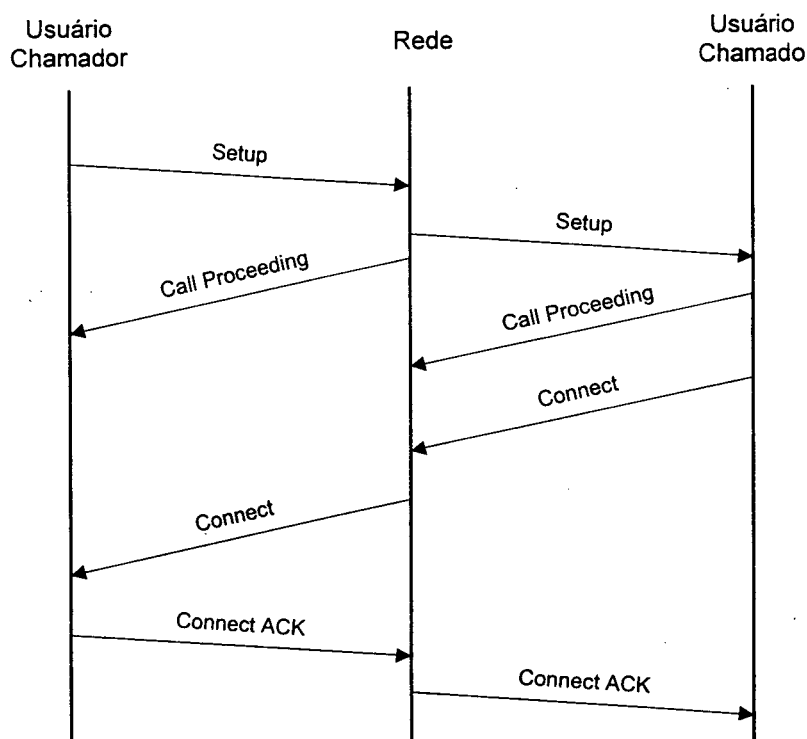 Usuário
Chamador
Rede
Usuário
Chamado
Setup
Setup
Call Proceeding
Call Proceeding
Connect
Connect
Connect ACK
Connect ACK